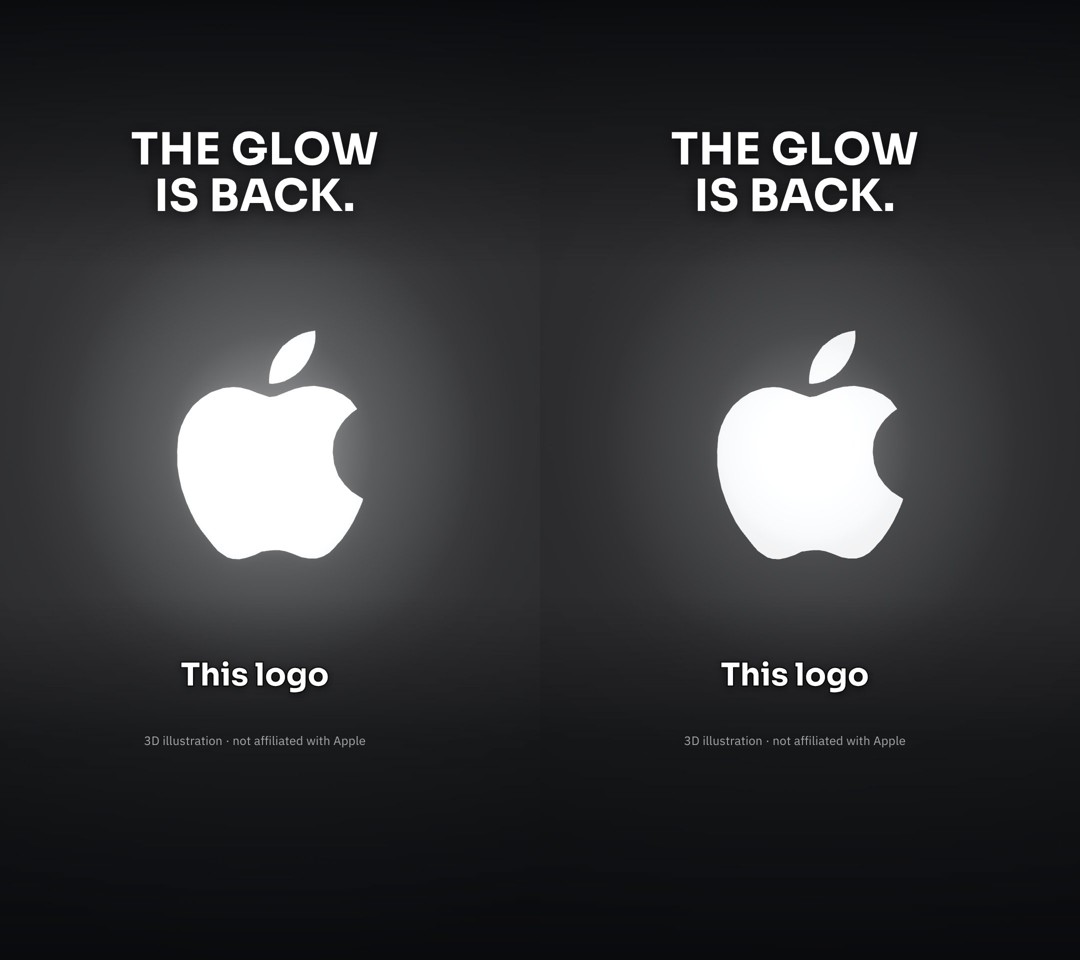 THE GLOW
IS BACK.
This logo
3D illustration · not affiliated with Apple
THE GLOW
IS BACK.
This logo
3D illustration · not affiliated with Apple